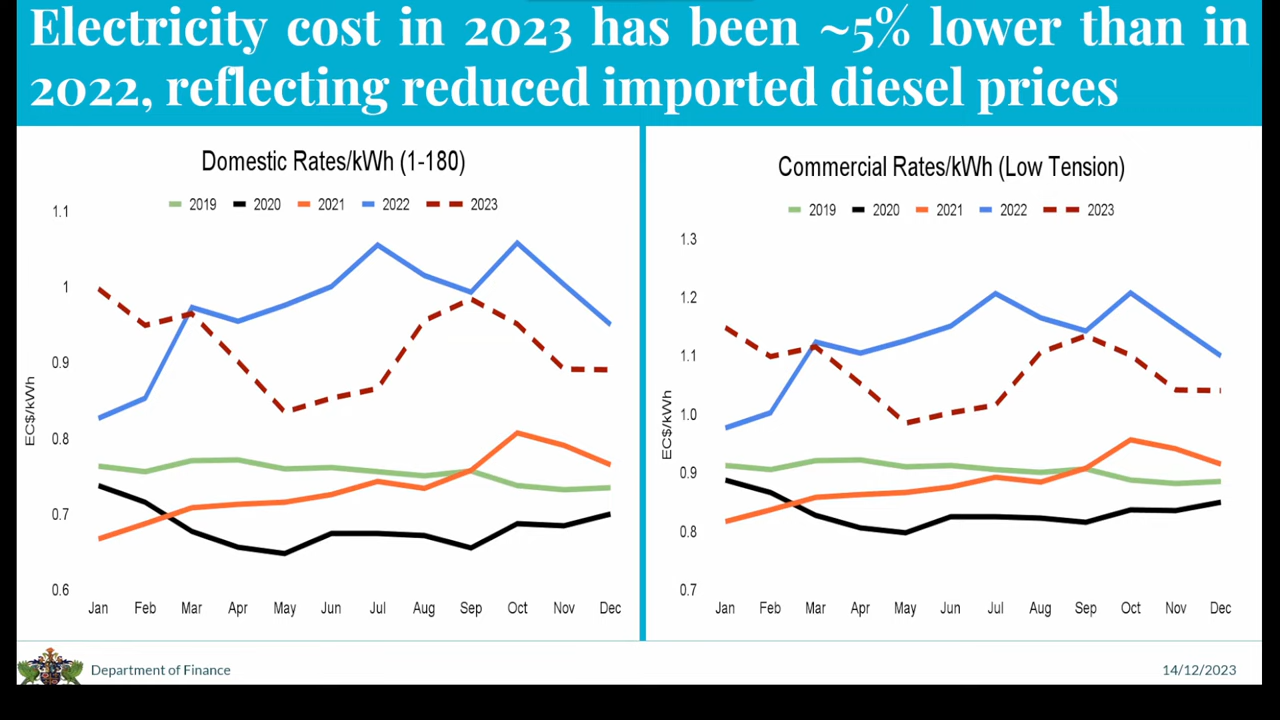 Electricity cost in 2023 has been ~5% lower than in
2022, reflecting reduced imported diesel prices
Domestic Rates/kWh (1-180)
2019 2020 2021 2022 2023
1.1
1
0.9
0.8
0.7
0.6
EC$/kWh
Jan Feb Mar Apr May Jun Jul Aug Sep Oct Nov Dec
Commercial Rates/kWh (Low Tension)
2019 2020 2021 2022 2023
1.3
1.2
1.1
1.0
0.9
0.8
0.7
EC$/kWh
Jan Feb Mar Apr May Jun Jul Aug Sep Oct Nov Dec
Department of Finance
14/12/2023